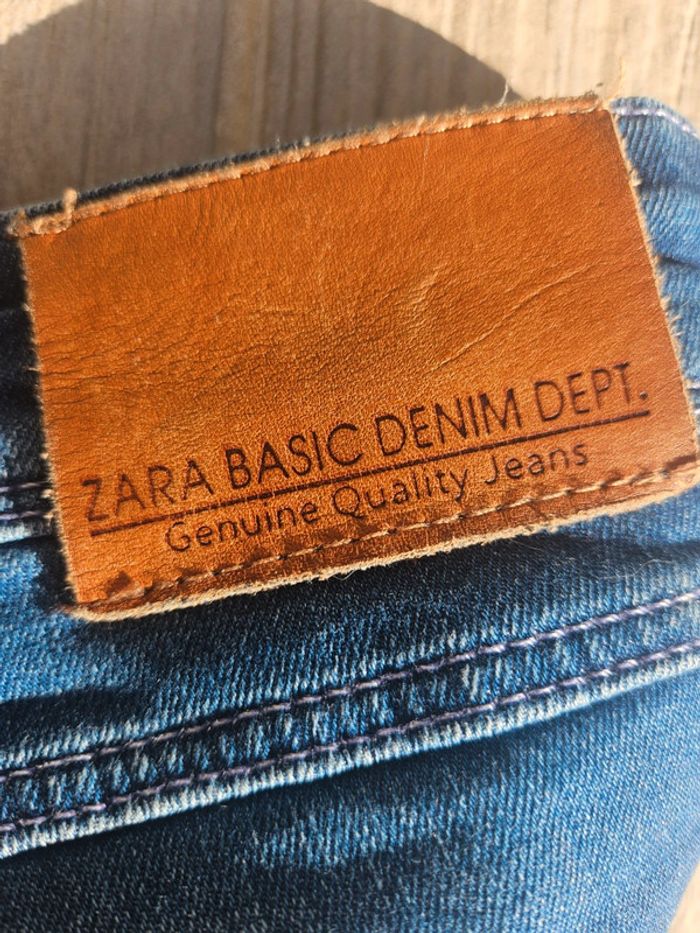 ZARA BASIC DENIM DEPT.
Genuine Quality Jeans